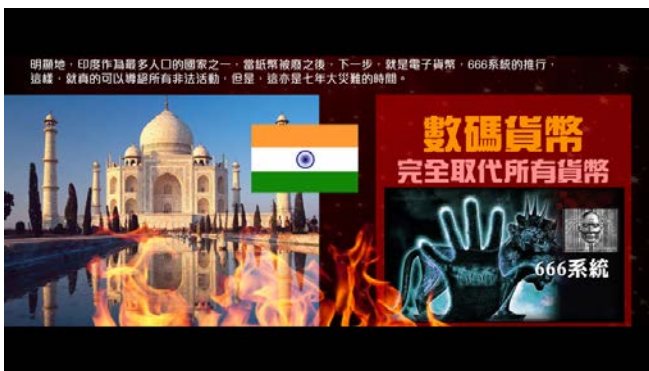 明顯地，印度作為最多人口的國家之一，當紙幣被廢之後，下一步，就是電子貨幣，666系統的推行，
這樣，就真的可以導絕所有非法活動，但是，這亦是七年大災難的時間。
數碼貨幣
完全取代所有貨幣
666系統